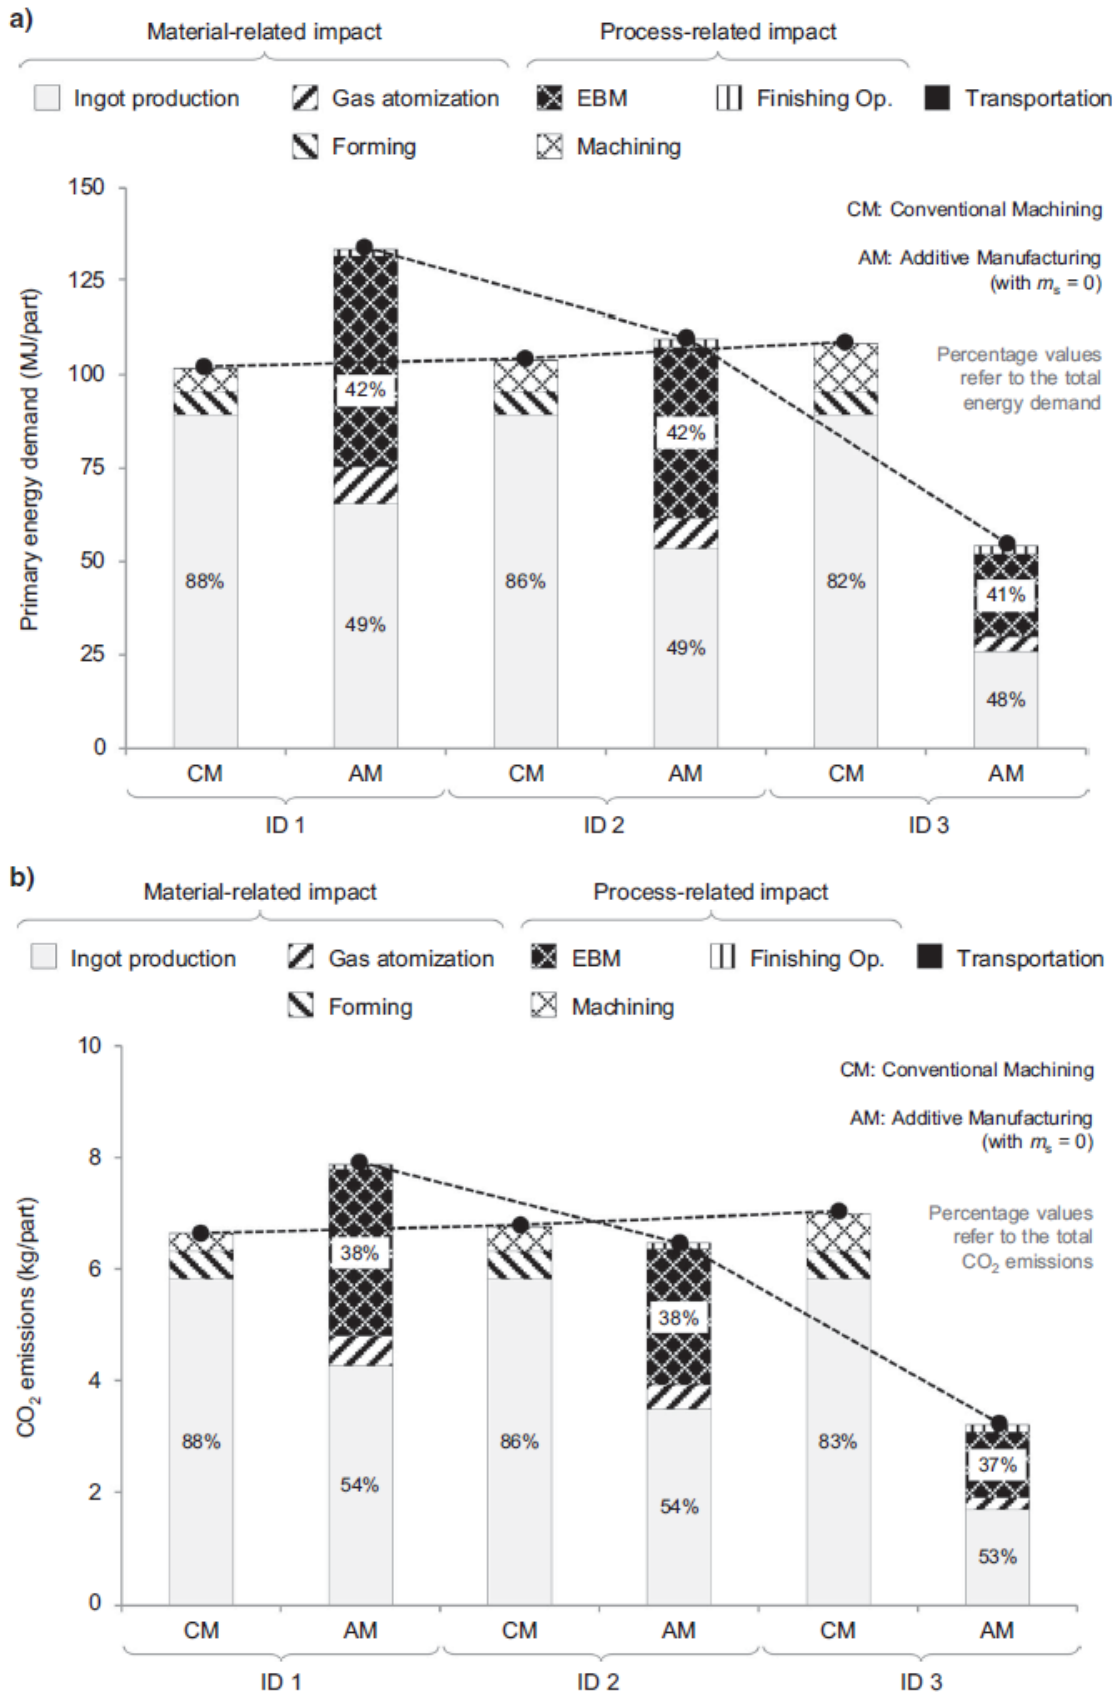 a)
Material-related impact Process-related impact
Ingot production Gas atomization EBM Finishing Op. Transportation
Forming Machining
150
125
100
75
50
25
0
Primary energy demand (MJ/part)
CM: Conventional Machining
AM: Additive Manufacturing
(with ms = 0)
Percentage values
refer to the total
energy demand
42%
42%
88% 49% 86% 49% 82% 41% 48%
CM AM CM AM CM AM
ID 1 ID 2 ID 3
b)
Material-related impact Process-related impact
Ingot production Gas atomization EBM Finishing Op. Transportation
Forming Machining
10
8
6
4
2
0
CO2 emissions (kg/part)
CM: Conventional Machining
AM: Additive Manufacturing
(with ms = 0)
Percentage values
refer to the total
CO2 emissions
38%
38%
88% 54% 86% 54% 83% 37% 53%
CM AM CM AM CM AM
ID 1 ID 2 ID 3